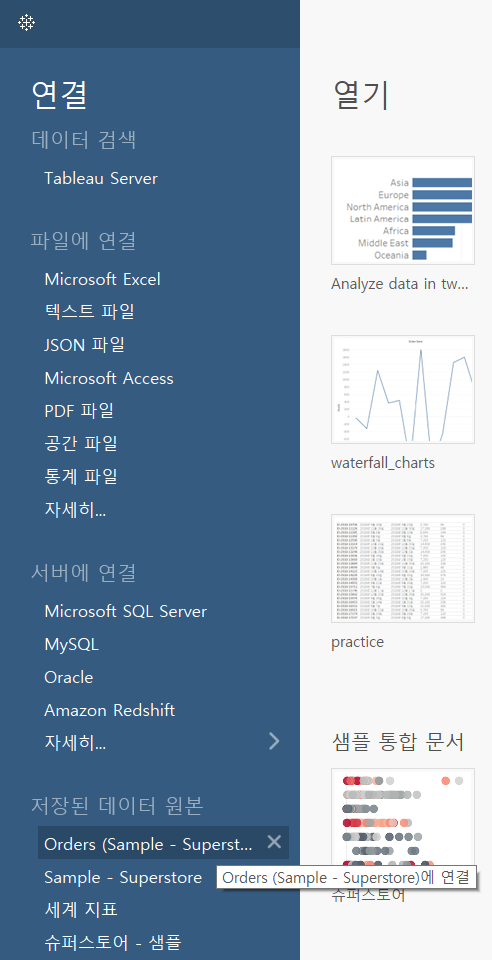 연결
데이터 검색
Tableau Server
파일에 연결
Microsoft Excel
텍스트 파일
JSON 파일
Microsoft Access
PDF 파일
공간 파일
통계 파일
자세히...
서버에 연결
Microsoft SQL Server
MySQL
Oracle
Amazon Redshift
자세히...
저장된 데이터 원본
Orders (Sample - Superst...
Sample - Superstore
세계 지표
슈퍼스토어 - 샘플
열기
Asia
Europe
North America
Latin America
Africa
Middle East
Oceania
Analyze data in tw...
waterfall_charts
practice
샘플 통합 문서
Orders (Sample - Superstore)에 연결
슈퍼스토어